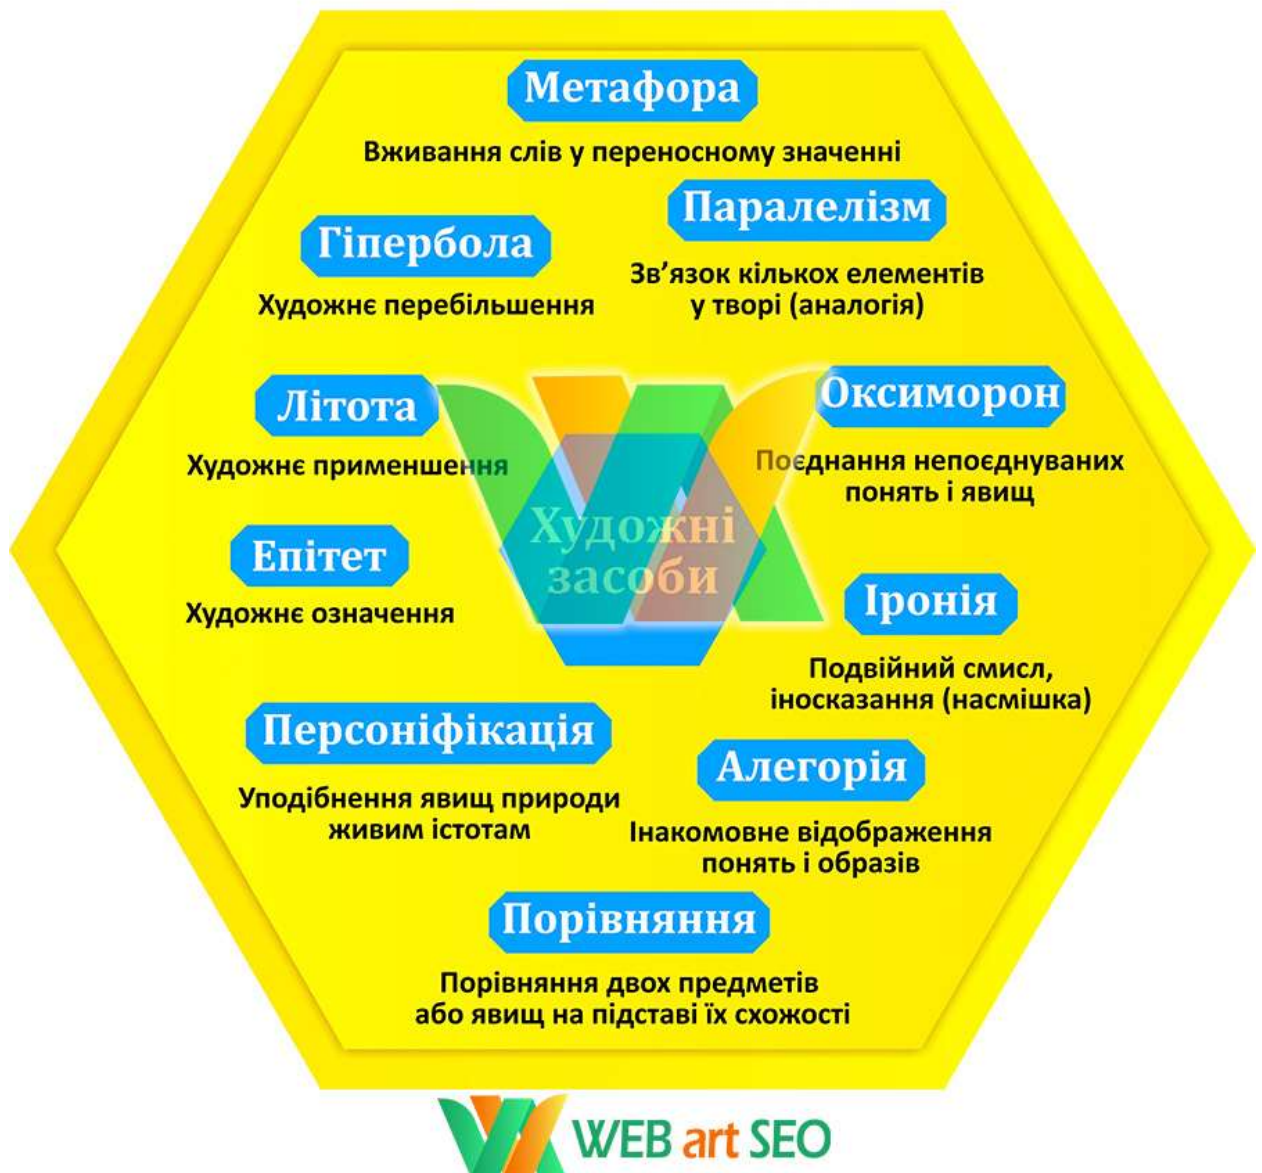 Метафора
Вживання слів у переносному значенні
Паралелізм
Зв’язок кількох елементів
у творі (аналогія)
Гіпербола
Художнє перебільшення
Літота
Художнє применшення
Оксиморон
Поєднання непоєднуваних
понять і явищ
Художні
засоби
Епітет
Художнє означення
Іронія
Подвійний смисл,
іносказання (насмішка)
Персоніфікація
Уподібнення явищ природи
живим істотам
Алегорія
Інакомовне відображення
понять і образів
Порівняння
Порівняння двох предметів
або явищ на підставі їх схожості
WEB art SEO